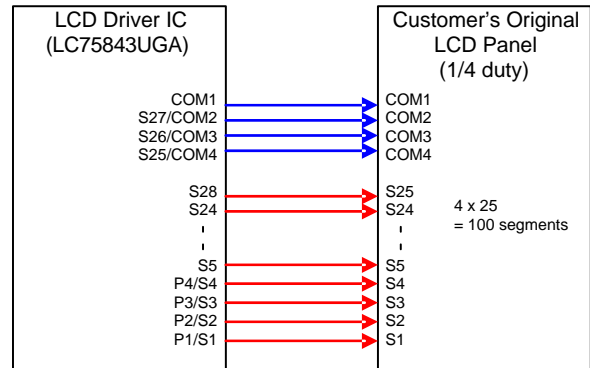 LCD Driver IC
(LC75843UGA)
Customer's Original
LCD Panel
(1/4 duty)
COM1
S27/COM2
S26/COM3
S25/COM4
S28
S24
S5
P4/S4
P3/S3
P2/S2
P1/S1
COM1
COM2
COM3
COM4
S25
S24
S5
S4
S3
S2
S1
4 x 25
= 100 segments